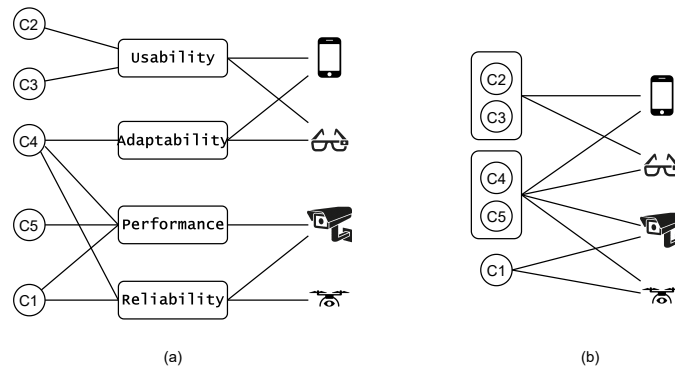 C2
Usability
C3
C4
Adaptability
C5
Performance
C1
Reliability
(a)
C2
C3
C4
C5
C1
(b)